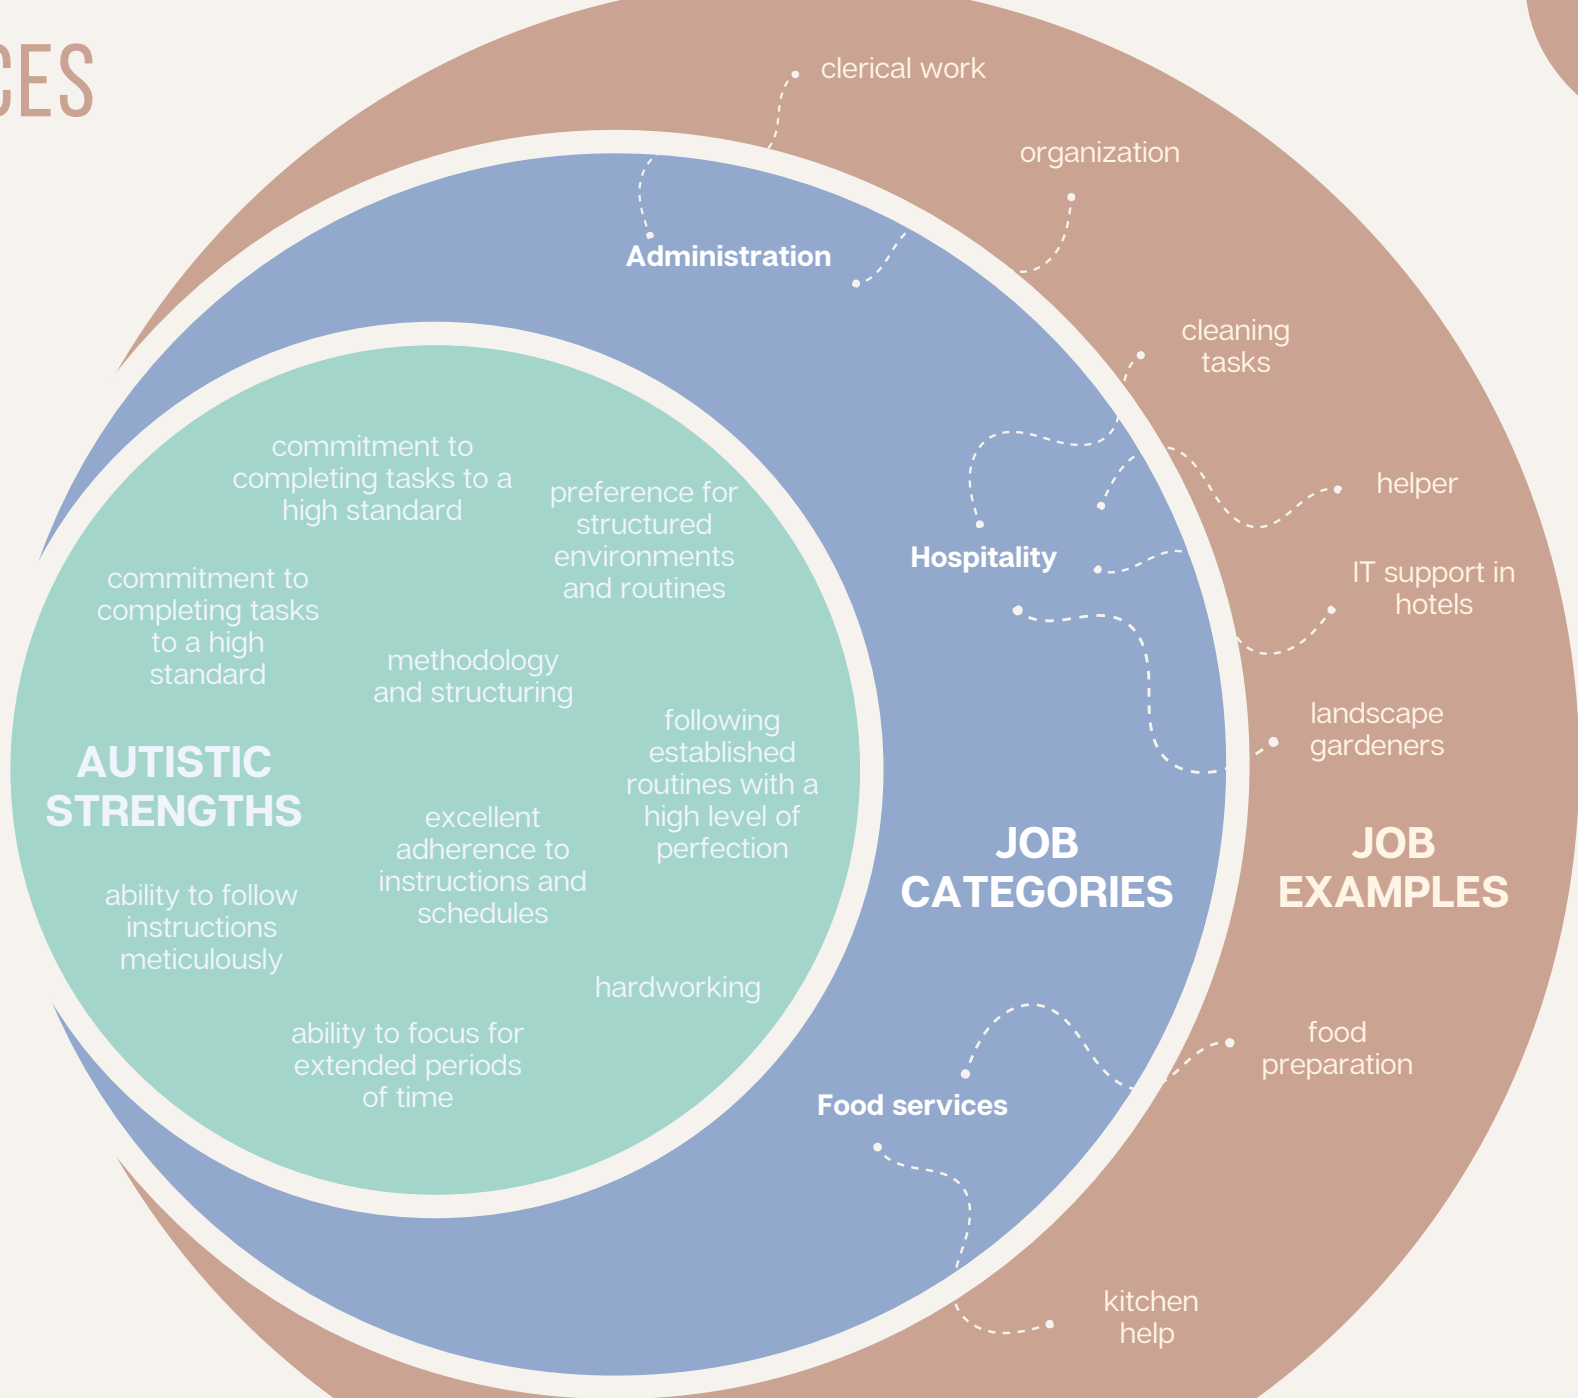 CES
clerical work
organization
Administration
cleaning
tasks
helper
Hospitality
IT support in
hotels
landscape
gardeners
commitment to
completing tasks to a
high standard
preference for
structured
environments
and routines
commitment to
completing tasks
to a high
standard
methodology
and structuring
following
established
routines with a
high level of
perfection
AUTISTIC
STRENGTHS
excellent
adherence to
instructions and
schedules
JOB
CATEGORIES
JOB
EXAMPLES
ability to follow
instructions
meticulously
hardworking
ability to focus for
extended periods
of time
food
preparation
Food services
kitchen
help